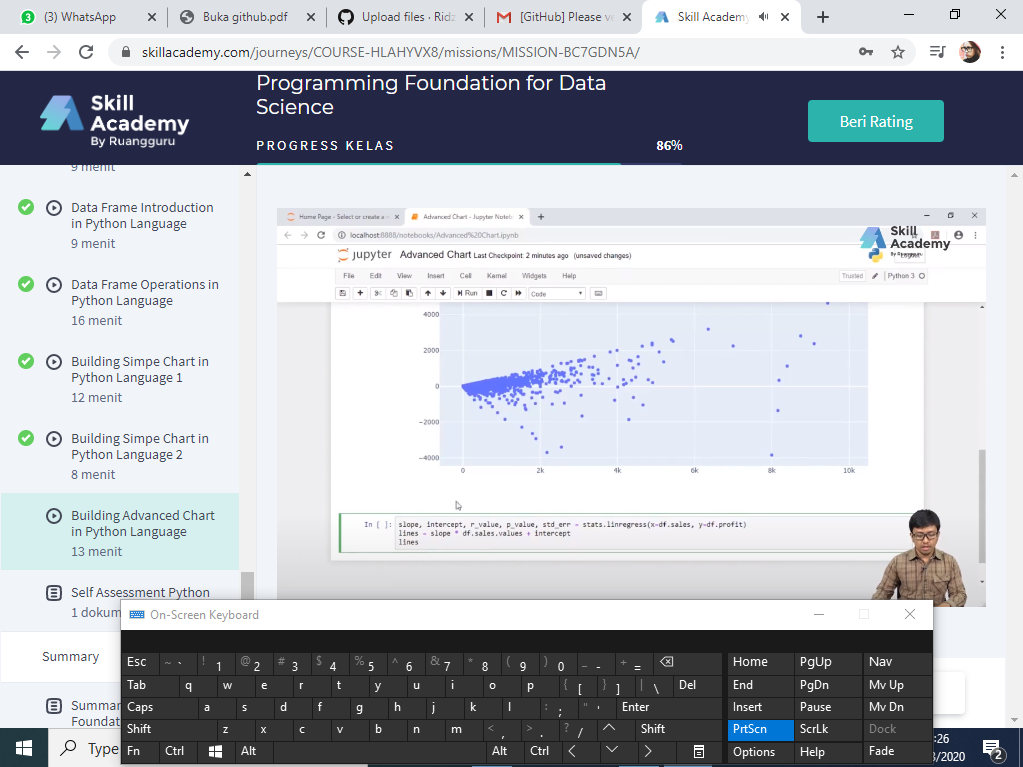 (3) WhatsApp
Buka github.pdf
Upload files · Ridz
[GitHub] Please ve
Skill Academy
skillacademy.com/journeys/COURSE-HLAHYVX8/missions/MISSION-BC7GDN5A/
Skill
Academy
By Ruangguru
Programming Foundation for Data
Science
PROGRESS KELAS
86%
Beri Rating
9 menit
Data Frame Introduction
in Python Language
9 menit
Data Frame Operations in
Python Language
16 menit
Building Simpe Chart in
Python Language 1
12 menit
Building Simpe Chart in
Python Language 2
8 menit
Building Advanced Chart
in Python Language
13 menit
Self Assessment Python
1 dokum
Summary
Summar
Foundat
Home Page - Select or create a n
Advanced Chart - Jupyter Notebo
localhost:8888/notebooks/Advanced%20Chart.ipynb
Skill
Academy
jupyter Advanced Chart Last Checkpoint: 2 minutes ago (unsaved changes)
File Edit View Insert Cell Kernel Widgets Help
Trusted
Python 3
Run
Code
4000
2000
0
−2000
−4000
0 2k 4k 6k 8k 10k
In [ ]:
slope, intercept, r_value, p_value, std_err = stats.linregress(x=df.sales, y=df.profit)
lines = slope * df.sales.values + intercept
lines
On-Screen Keyboard
Esc ~ ` ! 1 @ 2 # 3 $ 4 % 5 ^ 6 & 7 * 8 ( 9 ) 0 _ - + = Home PgUp Nav
Tab q w e r t y u i o p { [ } ] | \ Del End PgDn Mv Up
Caps a s d f g h j k l : ; " ' Enter Insert Pause Mv Dn
Shift z x c v b n m < , > . ? / Shift PrtScn ScrLk Dock
Fn Ctrl Alt Alt Ctrl Options Help Fade
Type
:26
/2020
2